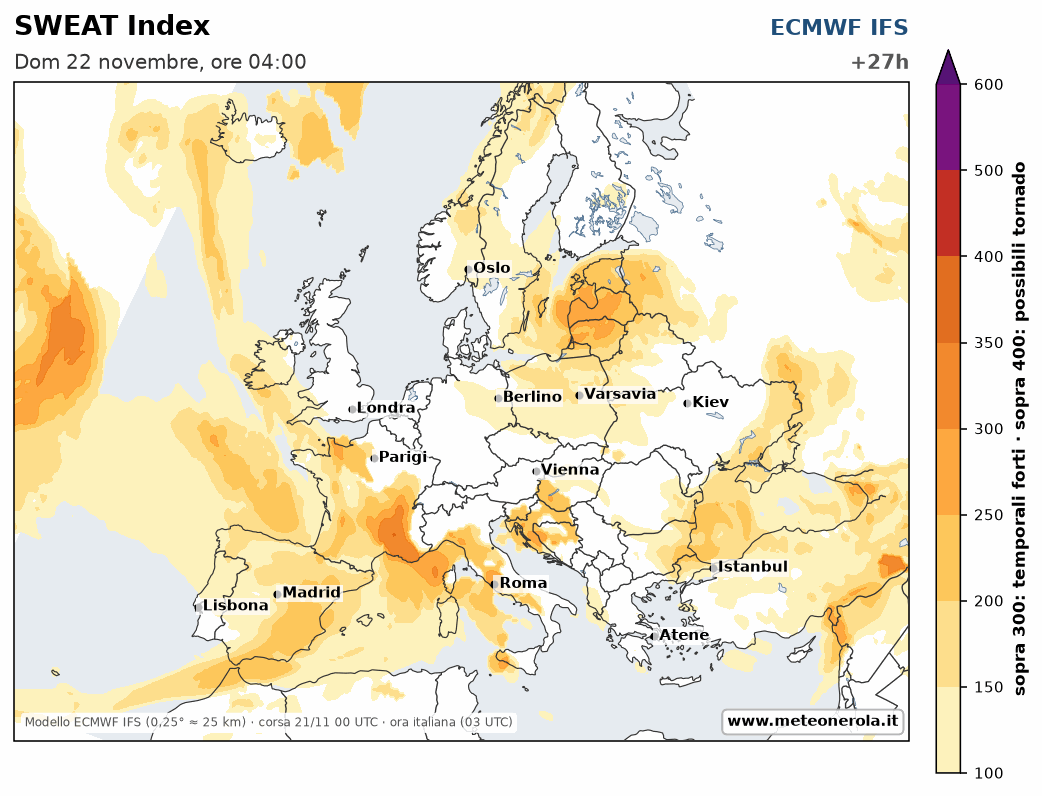 SWEAT Index
ECMWF IFS
Dom 22 novembre, ore 04:00
+27h
Oslo
Berlino
Varsavia
Kiev
Londra
Parigi
Vienna
Istanbul
Roma
Madrid
Lisbona
Atene
Modello ECMWF IFS (0,25° ≈ 25 km) · corsa 21/11 00 UTC · ora italiana (03 UTC)
www.meteonerola.it
600
500
400
350
300
250
200
150
100
sopra 300: temporali forti · sopra 400: possibili tornado